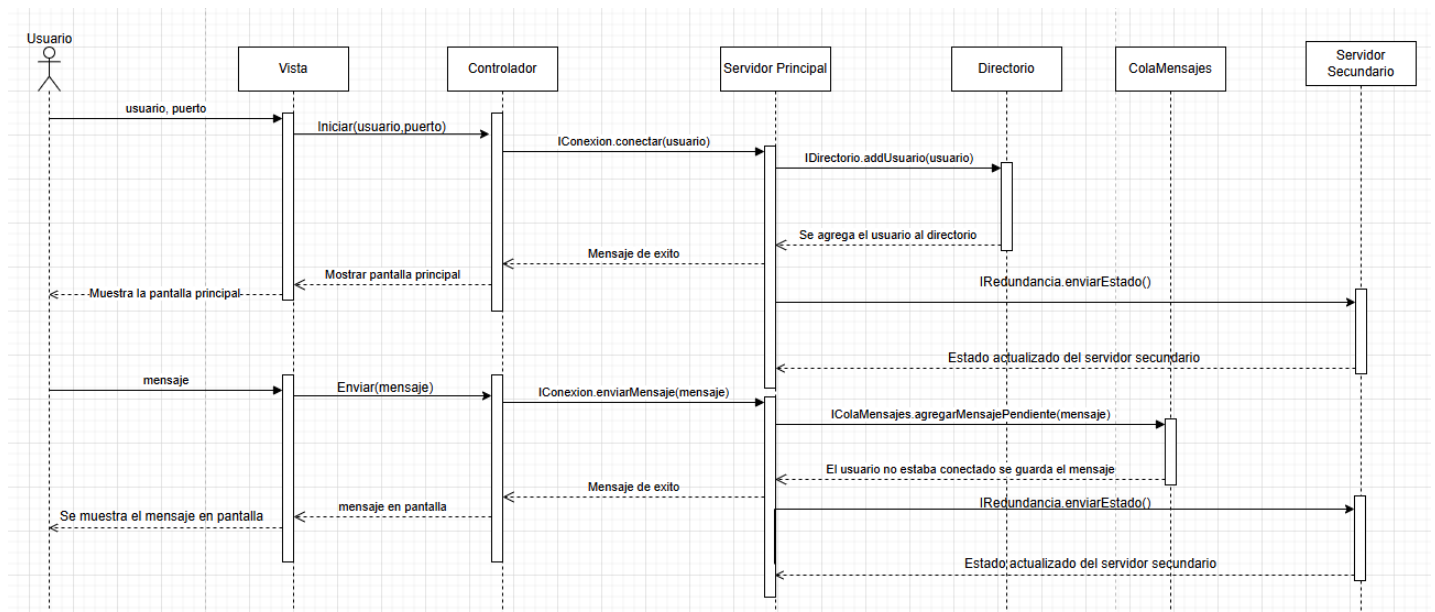 Usuario
Vista
Controlador
Servidor Principal
Directorio
ColaMensajes
Servidor
Secundario
usuario, puerto
Iniciar(usuario,puerto)
IConexion.conectar(usuario)
IDirectorio.addUsuario(usuario)
Se agrega el usuario al directorio
Mensaje de exito
Mostrar pantalla principal
Muestra la pantalla principal
IRedundancia.enviarEstado()
Estado actualizado del servidor secundario
mensaje
Enviar(mensaje)
IConexion.enviarMensaje(mensaje)
IColaMensajes.agregarMensajePendiente(mensaje)
El usuario no estaba conectado se guarda el mensaje
Mensaje de exito
mensaje en pantalla
Se muestra el mensaje en pantalla
IRedundancia.enviarEstado()
Estado actualizado del servidor secundario